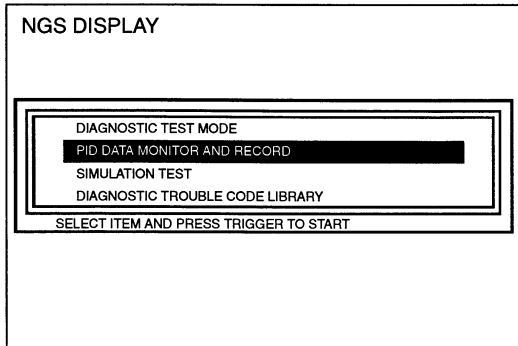 NGS DISPLAY
DIAGNOSTIC TEST MODE
PID DATA MONITOR AND RECORD
SIMULATION TEST
DIAGNOSTIC TROUBLE CODE LIBRARY
SELECT ITEM AND PRESS TRIGGER TO START